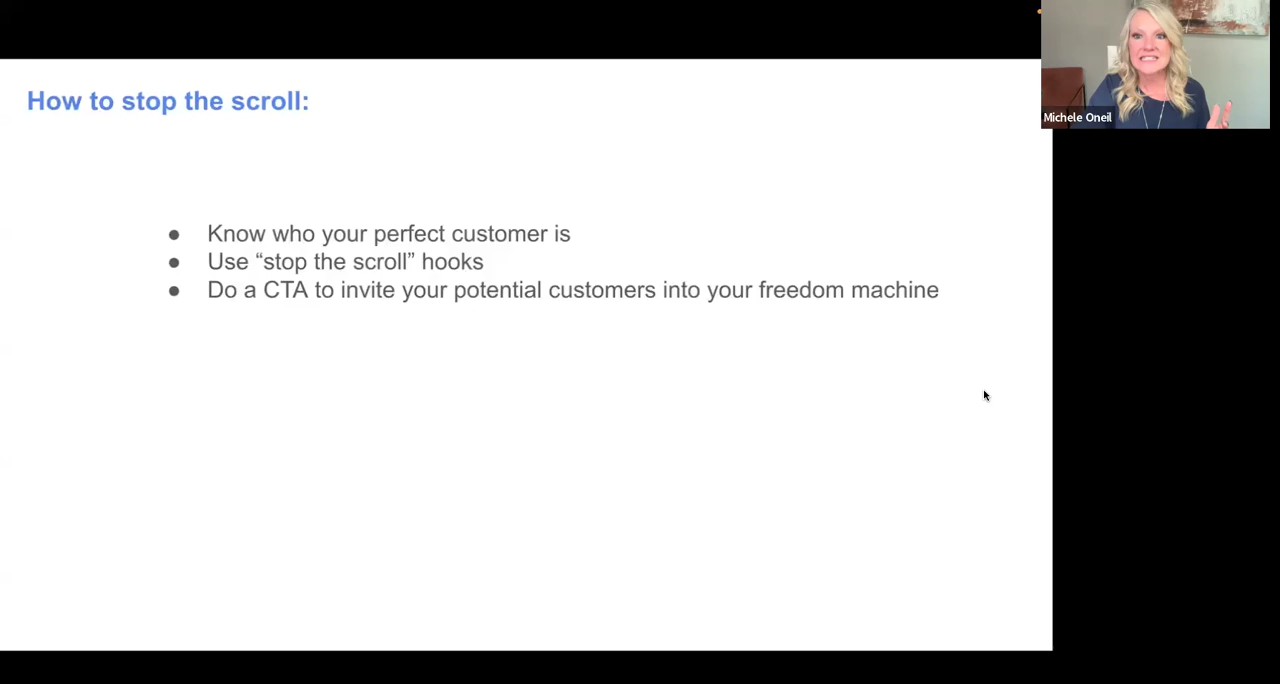 How to stop the scroll:
Michele Oneil
● Know who your perfect customer is
● Use “stop the scroll” hooks
● Do a CTA to invite your potential customers into your freedom machine